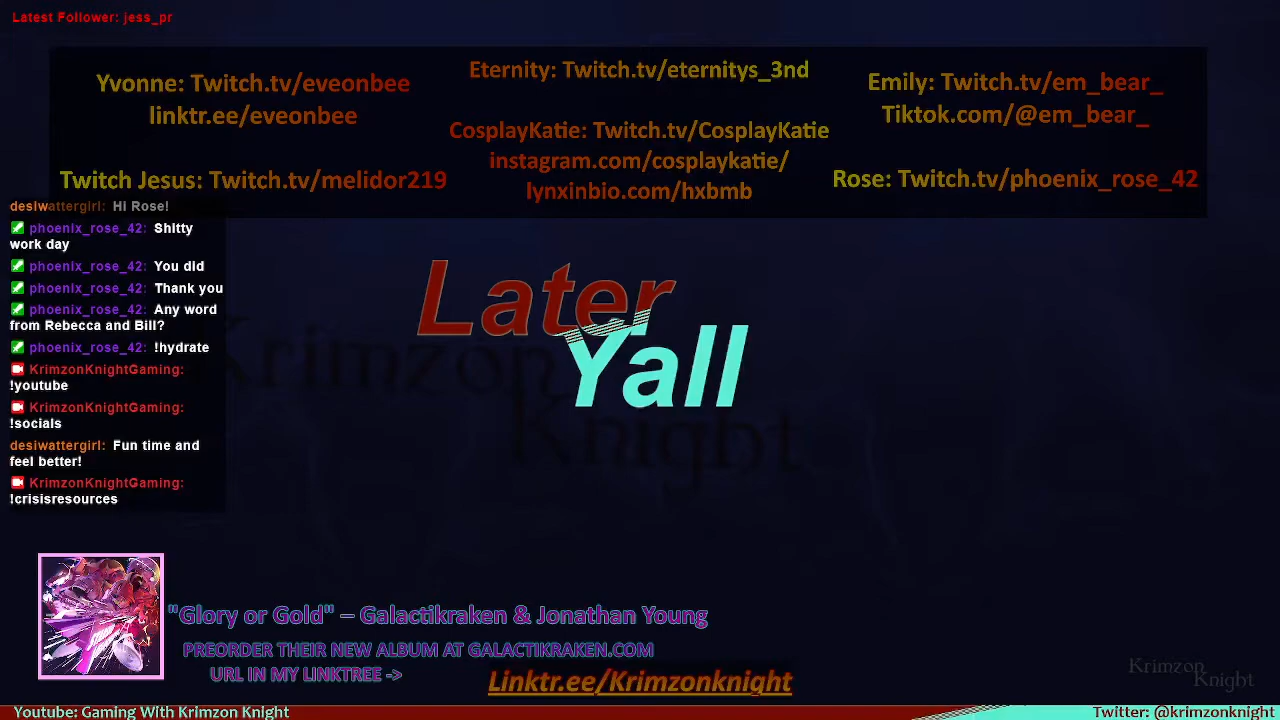 Latest Follower: jess_pr
Yvonne: Twitch.tv/eveonbee
linktr.ee/eveonbee
Eternity: Twitch.tv/eternitys_3nd
Emily: Twitch.tv/em_bear_
Tiktok.com/@em_bear_
CosplayKatie: Twitch.tv/CosplayKatie
instagram.com/cosplaykatie/
lynxinbio.com/hxbmb
Twitch Jesus: Twitch.tv/melidor219
Rose: Twitch.tv/phoenix_rose_42
desiwattergirl: Hi Rose!
phoenix_rose_42: Shitty
work day
phoenix_rose_42: You did
phoenix_rose_42: Thank you
phoenix_rose_42: Any word
from Rebecca and Bill?
phoenix_rose_42: !hydrate
KrimzonKnightGaming:
!youtube
KrimzonKnightGaming:
!socials
desiwattergirl: Fun time and
feel better!
KrimzonKnightGaming:
!crisisresources
Later
Yall
Krimzon
Knight
"Glory or Gold" – Galactikraken & Jonathan Young
PREORDER THEIR NEW ALBUM AT GALACTIKRAKEN.COM
URL IN MY LINKTREE ->
Linktr.ee/Krimzonknight
Krimzon
Knight
Youtube: Gaming With Krimzon Knight
Twitter: @krimzonknight